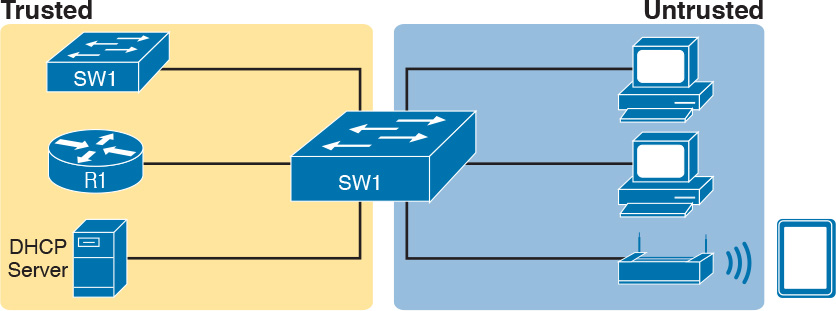 Trusted
Untrusted
SW1
R1
SW1
DHCP
Server